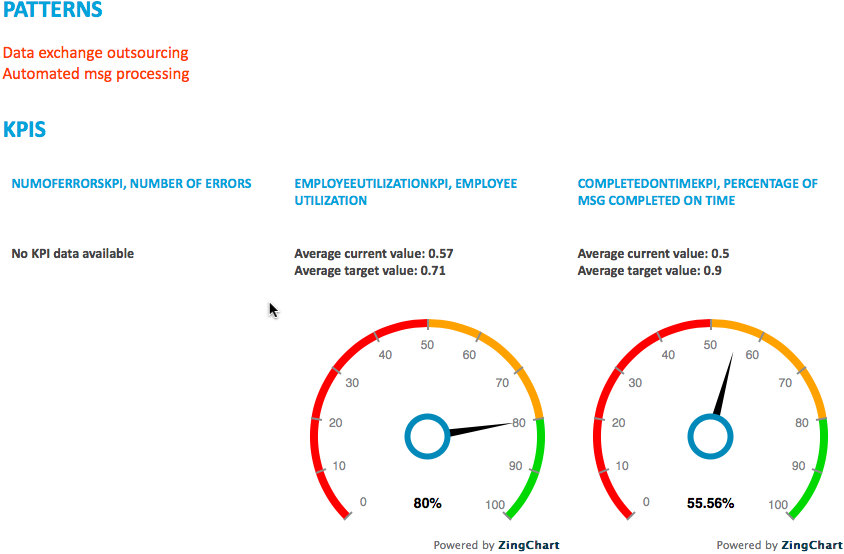 PATTERNS
Data exchange outsourcing
Automated msg processing
KPIS
NUMOFERRORSKPI, NUMBER OF ERRORS
No KPI data available
EMPLOYEEUTILIZATIONKPI, EMPLOYEE
UTILIZATION
Average current value: 0.57
Average target value: 0.71
0
10
20
30
40
50
60
70
80
90
100
80%
Powered by ZingChart
COMPLETEDONTIMEKPI, PERCENTAGE OF
MSG COMPLETED ON TIME
Average current value: 0.5
Average target value: 0.9
0
10
20
30
40
50
60
70
80
90
100
55.56%
Powered by ZingChart